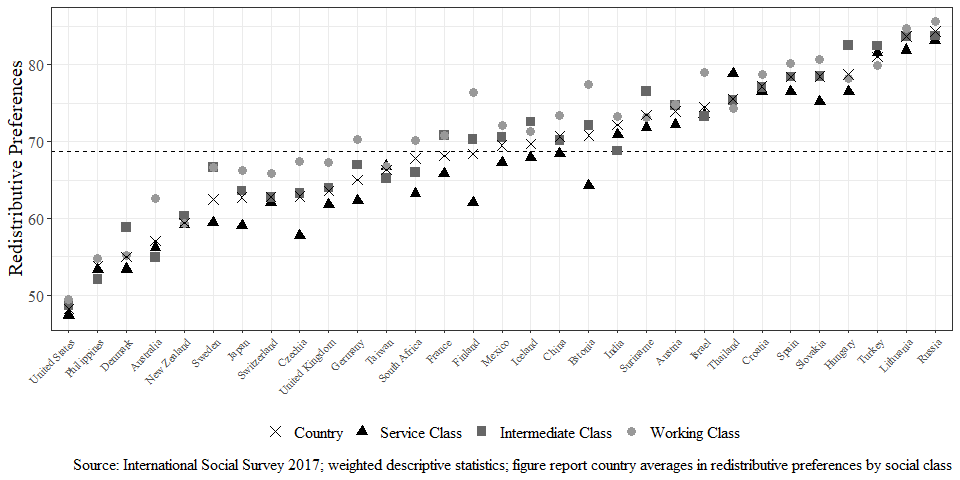 Redistributive Preferences
80
70
60
50
United States
Philippines
Denmark
Australia
New Zealand
Sweden
Japan
Switzerland
Czechia
United Kingdom
Germany
Taiwan
South Africa
France
Finland
Mexico
Iceland
China
Estonia
India
Suriname
Austria
Israel
Thailand
Croatia
Spain
Slovakia
Hungary
Turkey
Lithuania
Russia
Country Service Class Intermediate Class Working Class
Source: International Social Survey 2017; weighted descriptive statistics; figure report country averages in redistributive preferences by social class